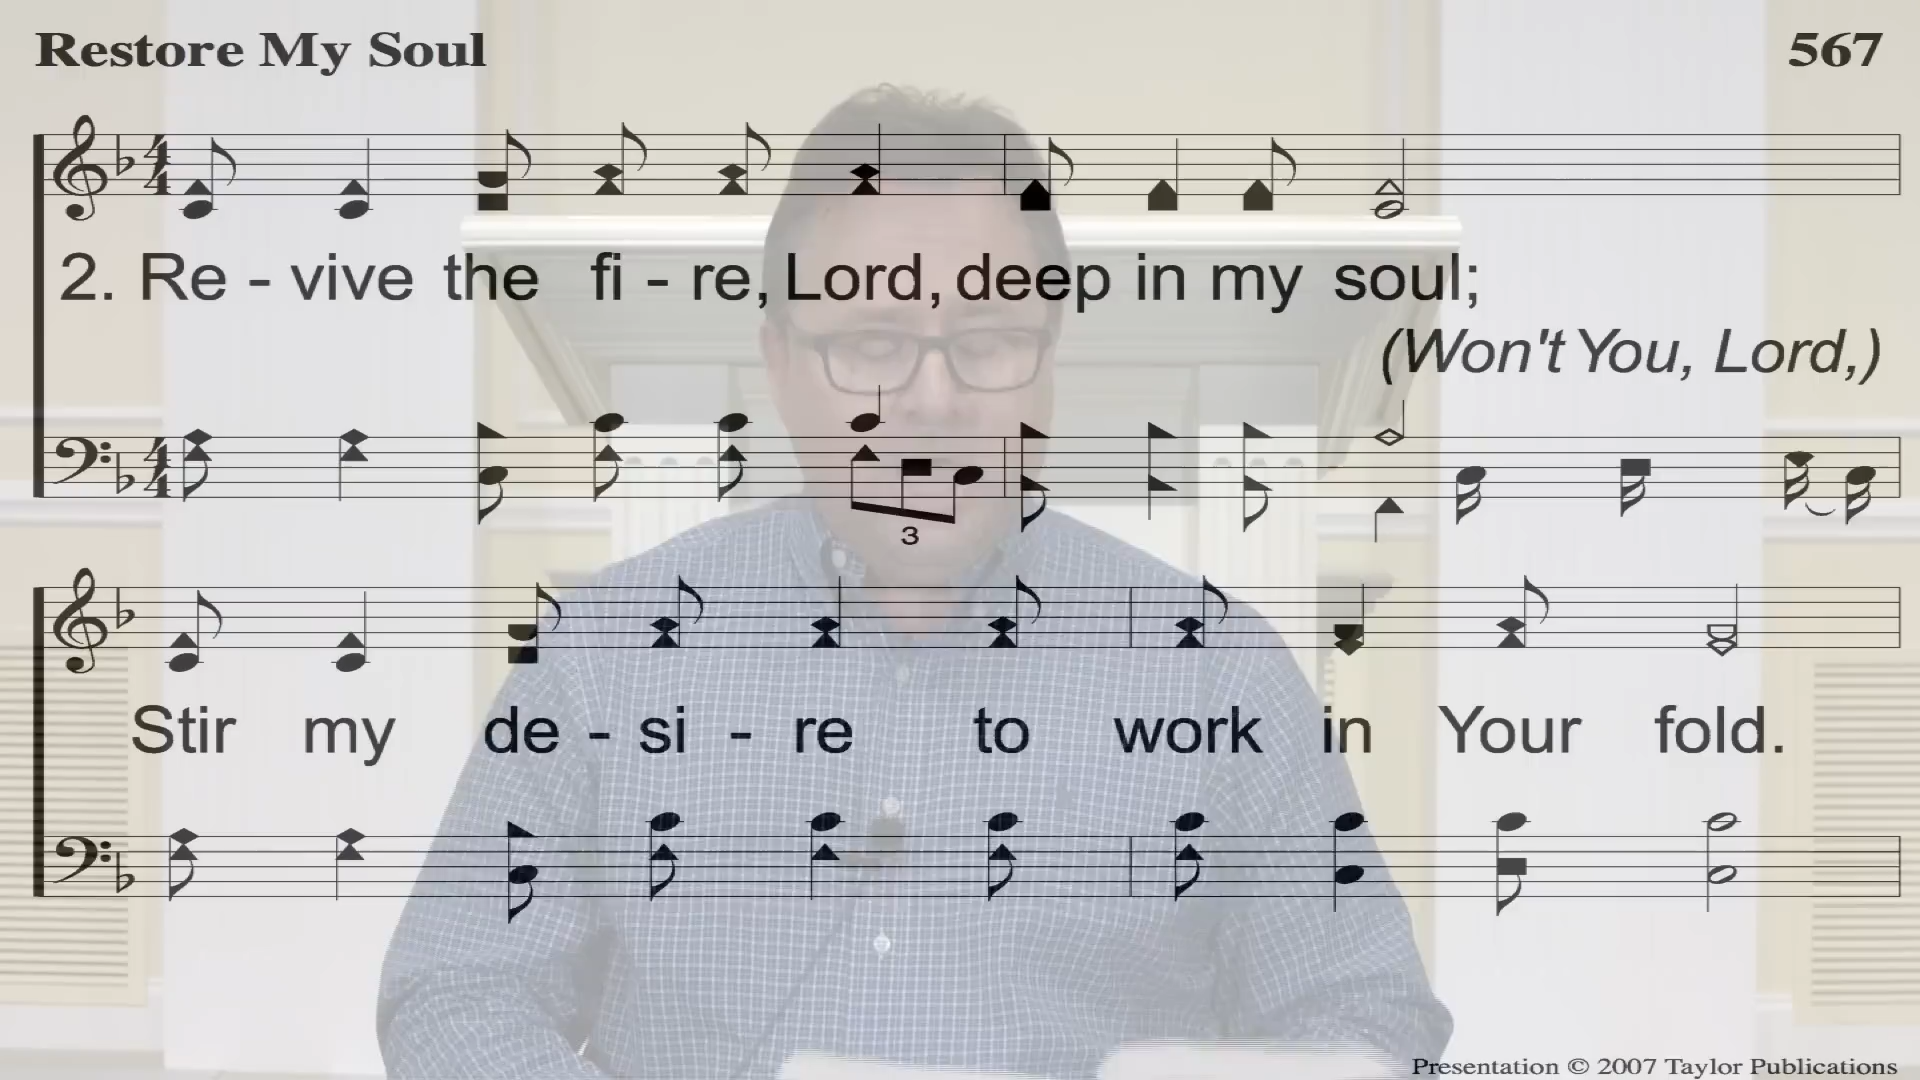 Restore My Soul 567
2. Re - vive the fi - re, Lord, deep in my soul;
(Won't You, Lord,)
3
Stir my de - si - re to work in Your fold.
Presentation © 2007 Taylor Publications